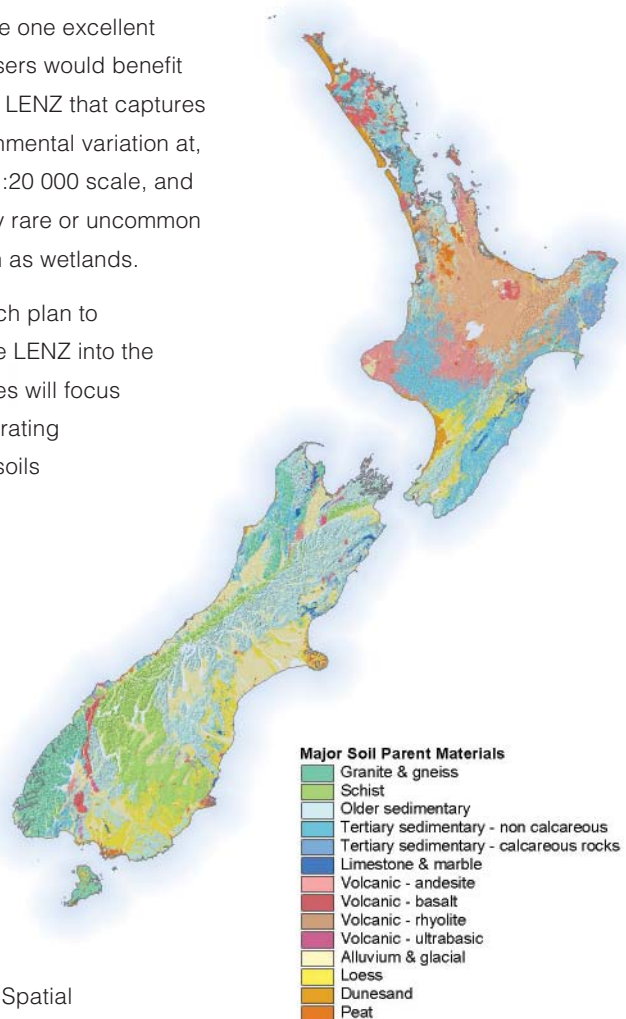 e one excellent
sers would benefit
LENZ that captures
nmental variation at,
:20 000 scale, and
y rare or uncommon
n as wetlands.
ch plan to
e LENZ into the
es will focus
rating
soils
Major Soil Parent Materials
Granite & gneiss
Schist
Older sedimentary
Tertiary sedimentary - non calcareous
Tertiary sedimentary - calcareous rocks
Limestone & marble
Volcanic - andesite
Volcanic - basalt
Volcanic - rhyolite
Volcanic - ultrabasic
Alluvium & glacial
Loess
Dunesand
Peat
Spatial